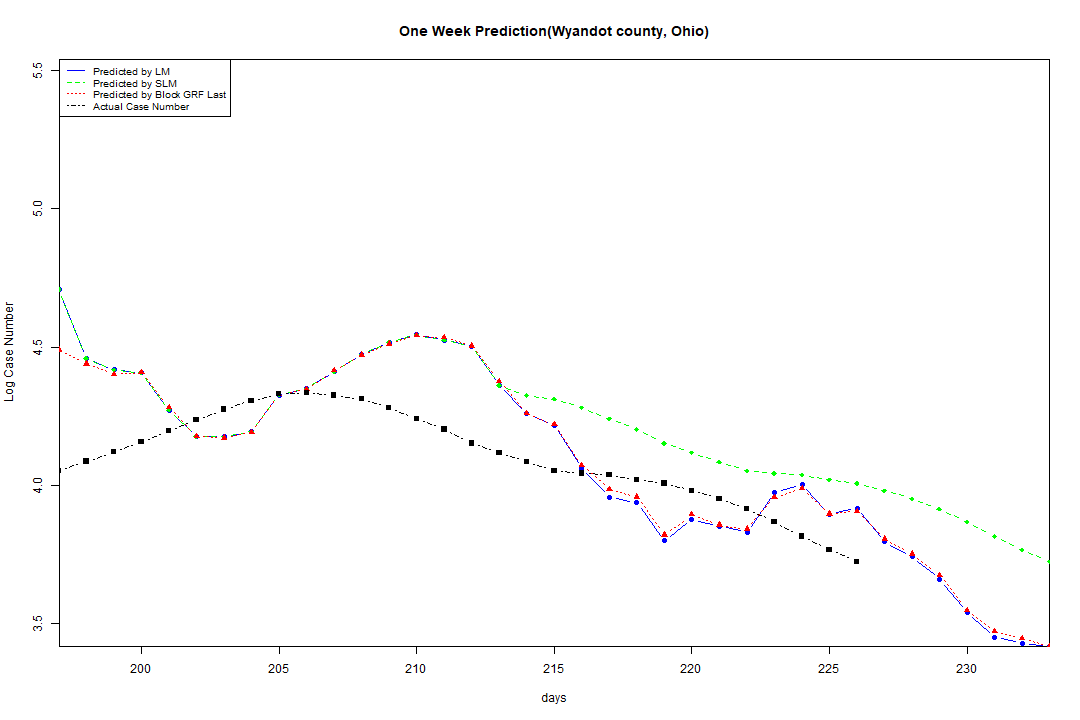 One Week Prediction(Wyandot county, Ohio)
Predicted by LM
Predicted by SLM
Predicted by Block GRF Last
Actual Case Number
Log Case Number
5.5
5.0
4.5
4.0
3.5
200 205 210 215 220 225 230
days